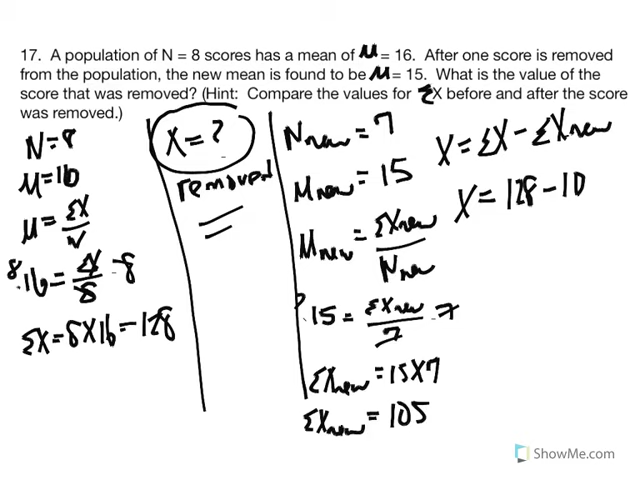 17. A population of N = 8 scores has a mean of μ = 16. After one score is removed
from the population, the new mean is found to be μ = 15. What is the value of the
score that was removed? (Hint: Compare the values for ΣX before and after the score
was removed.)
N=8
μ=16
μ = ΣX/N
8·16 = ΣX/8 ·8
ΣX = 8 X 16 = 128
X = ?
removed
Nnew = 7
μnew = 15
μnew = ΣXnew/Nnew
7·15 = ΣXnew/7 ·7
ΣXnew = 15 X 7
ΣXnew = 105
X = ΣX - ΣXnew
X = 128 - 10
ShowMe.com